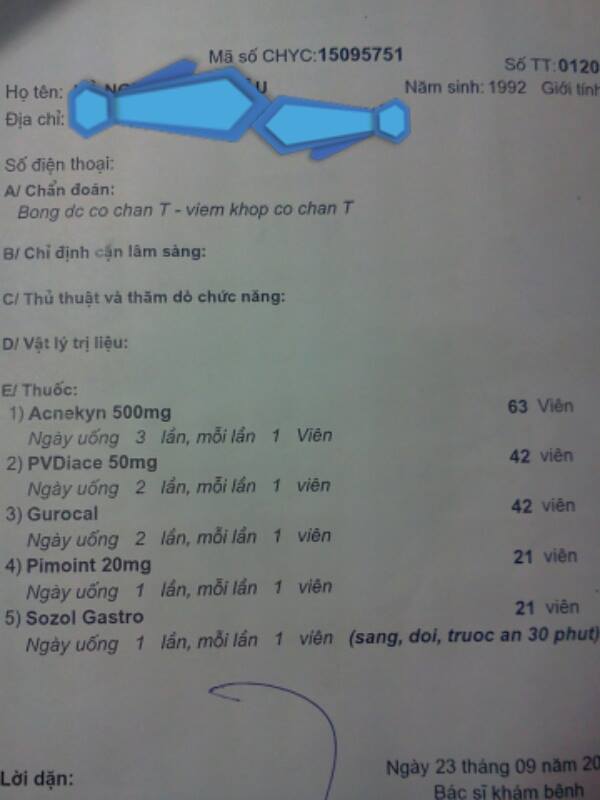 Mã số CHYC:15095751
Số TT:0120
Họ tên:
Năm sinh: 1992 Giới tính
Địa chỉ:
Số điện thoại:
A/ Chẩn đoán:
Bong dc co chan T - viem khop co chan T
B/ Chỉ định cận lâm sàng:
C/ Thủ thuật và thăm dò chức năng:
D/ Vật lý trị liệu:
E/ Thuốc:
1) Acnekyn 500mg 63 Viên
Ngày uống 3 lần, mỗi lần 1 Viên
2) PVDiace 50mg 42 viên
Ngày uống 2 lần, mỗi lần 1 viên
3) Gurocal 42 viên
Ngày uống 2 lần, mỗi lần 1 viên
4) Pimoint 20mg 21 viên
Ngày uống 1 lần, mỗi lần 1 viên
5) Sozol Gastro 21 viên
Ngày uống 1 lần, mỗi lần 1 viên (sang, doi, truoc an 30 phut)
Ngày 23 tháng 09 năm 20
Lời dặn:
Bác sĩ khám bệnh